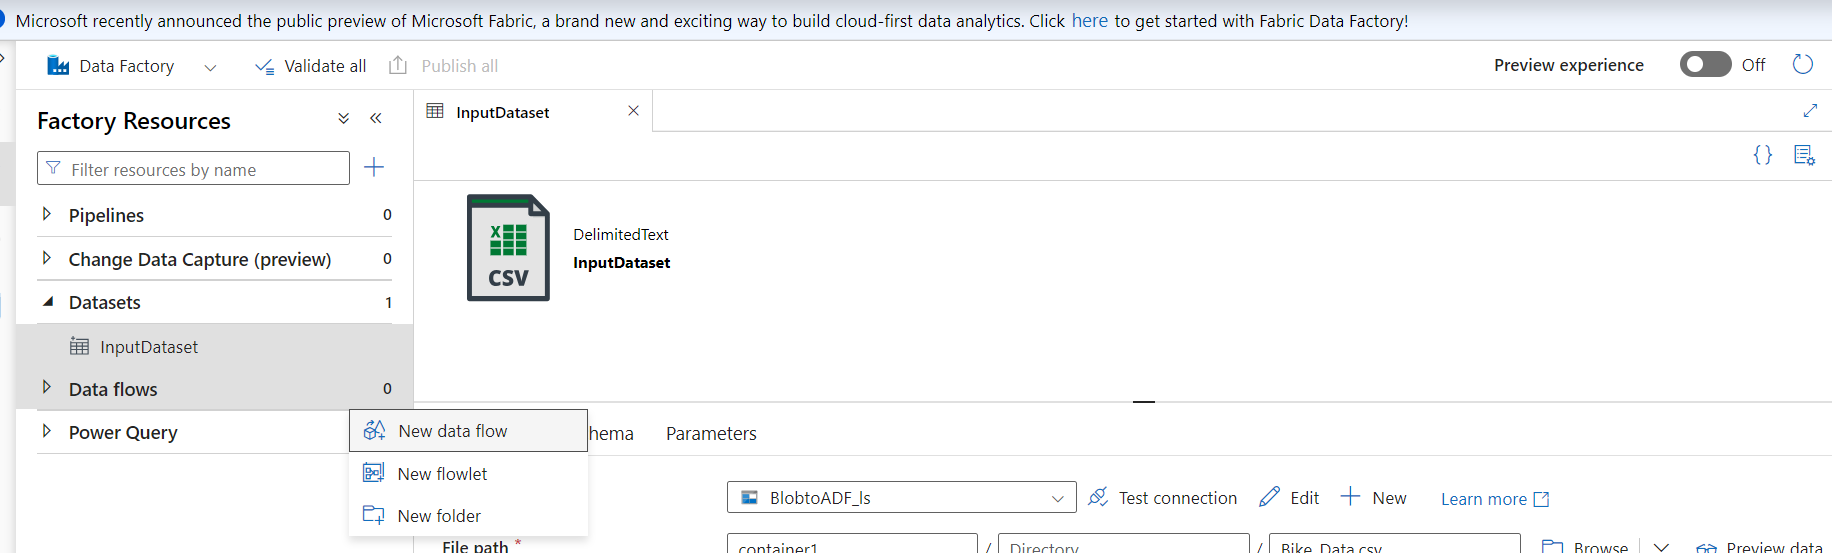 Microsoft recently announced the public preview of Microsoft Fabric, a brand new and exciting way to build cloud-first data analytics. Click here to get started with Fabric Data Factory!
Data Factory
Validate all
Publish all
Preview experience
Off
Factory Resources
Filter resources by name
Pipelines 0
Change Data Capture (preview) 0
Datasets 1
InputDataset
Data flows 0
Power Query
New data flow
New flowlet
New folder
InputDataset
{}
X
CSV
DelimitedText
InputDataset
hema
Parameters
BlobtoADF_ls
Test connection
Edit
New
Learn more
File path *
container1 / Directory / Bike_Data.csv
Browse
Preview data